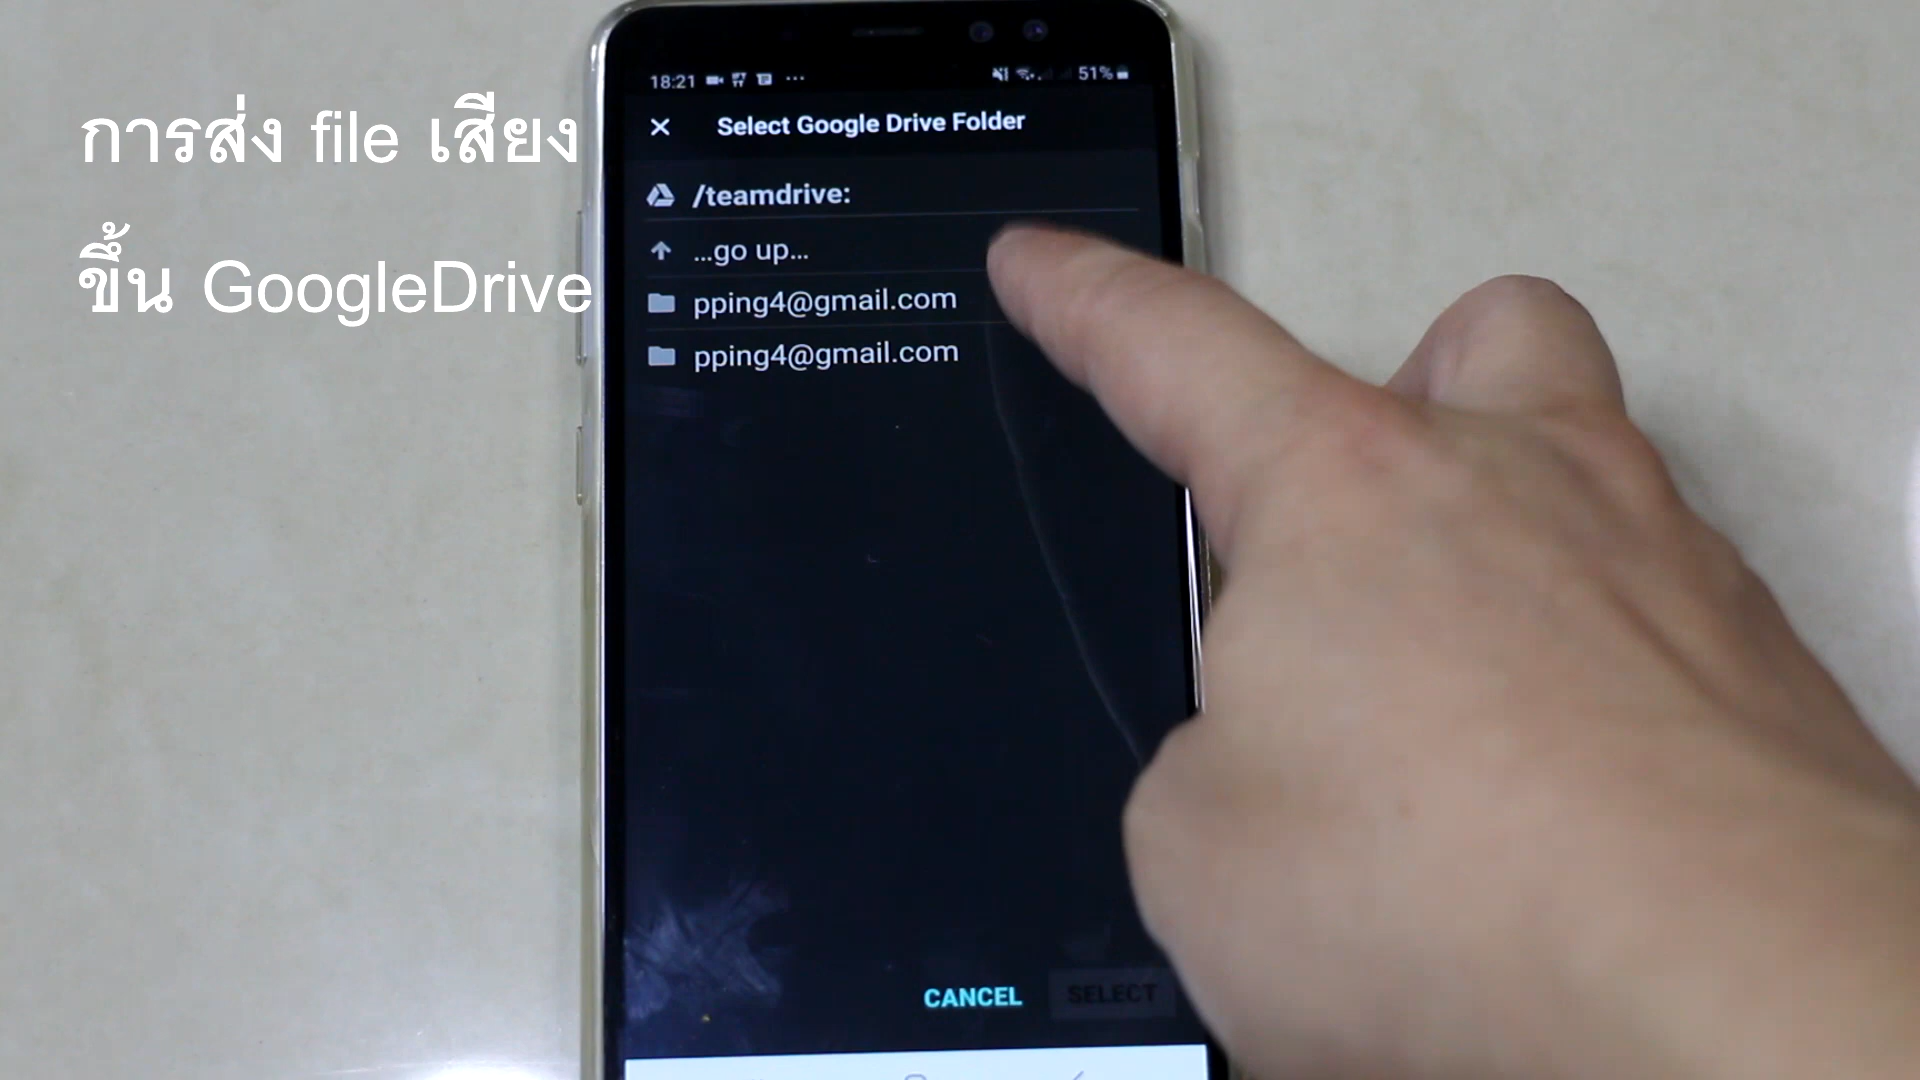 การส่ง file เสียง
ขึ้น GoogleDrive
18:21
51%
Select Google Drive Folder
/teamdrive:
...go up...
pping4@gmail.com
pping4@gmail.com
CANCEL
SELECT